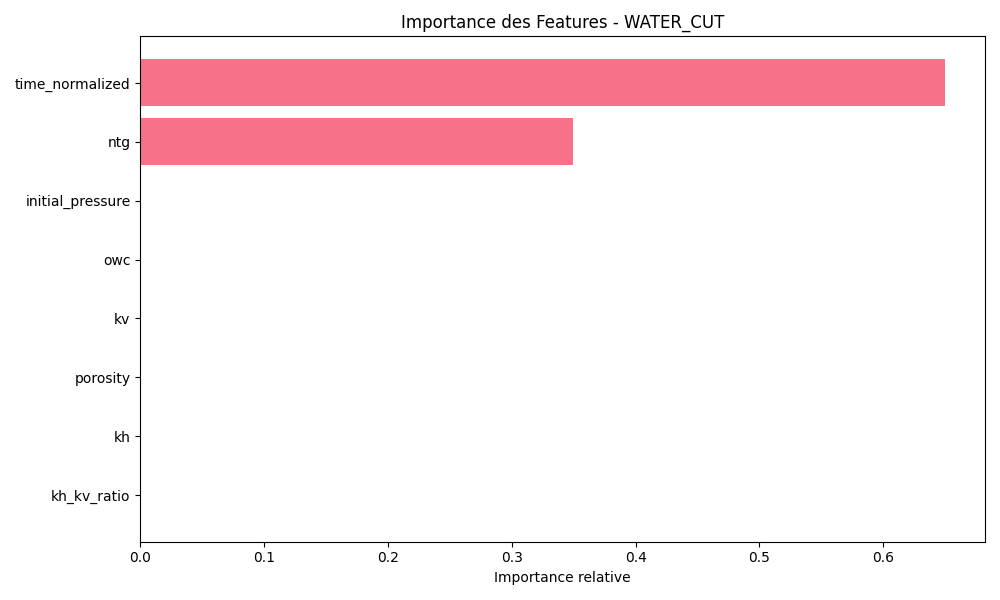 Importance des Features - WATER_CUT
time_normalized
ntg
initial_pressure
owc
kv
porosity
kh
kh_kv_ratio
0.0 0.1 0.2 0.3 0.4 0.5 0.6
Importance relative